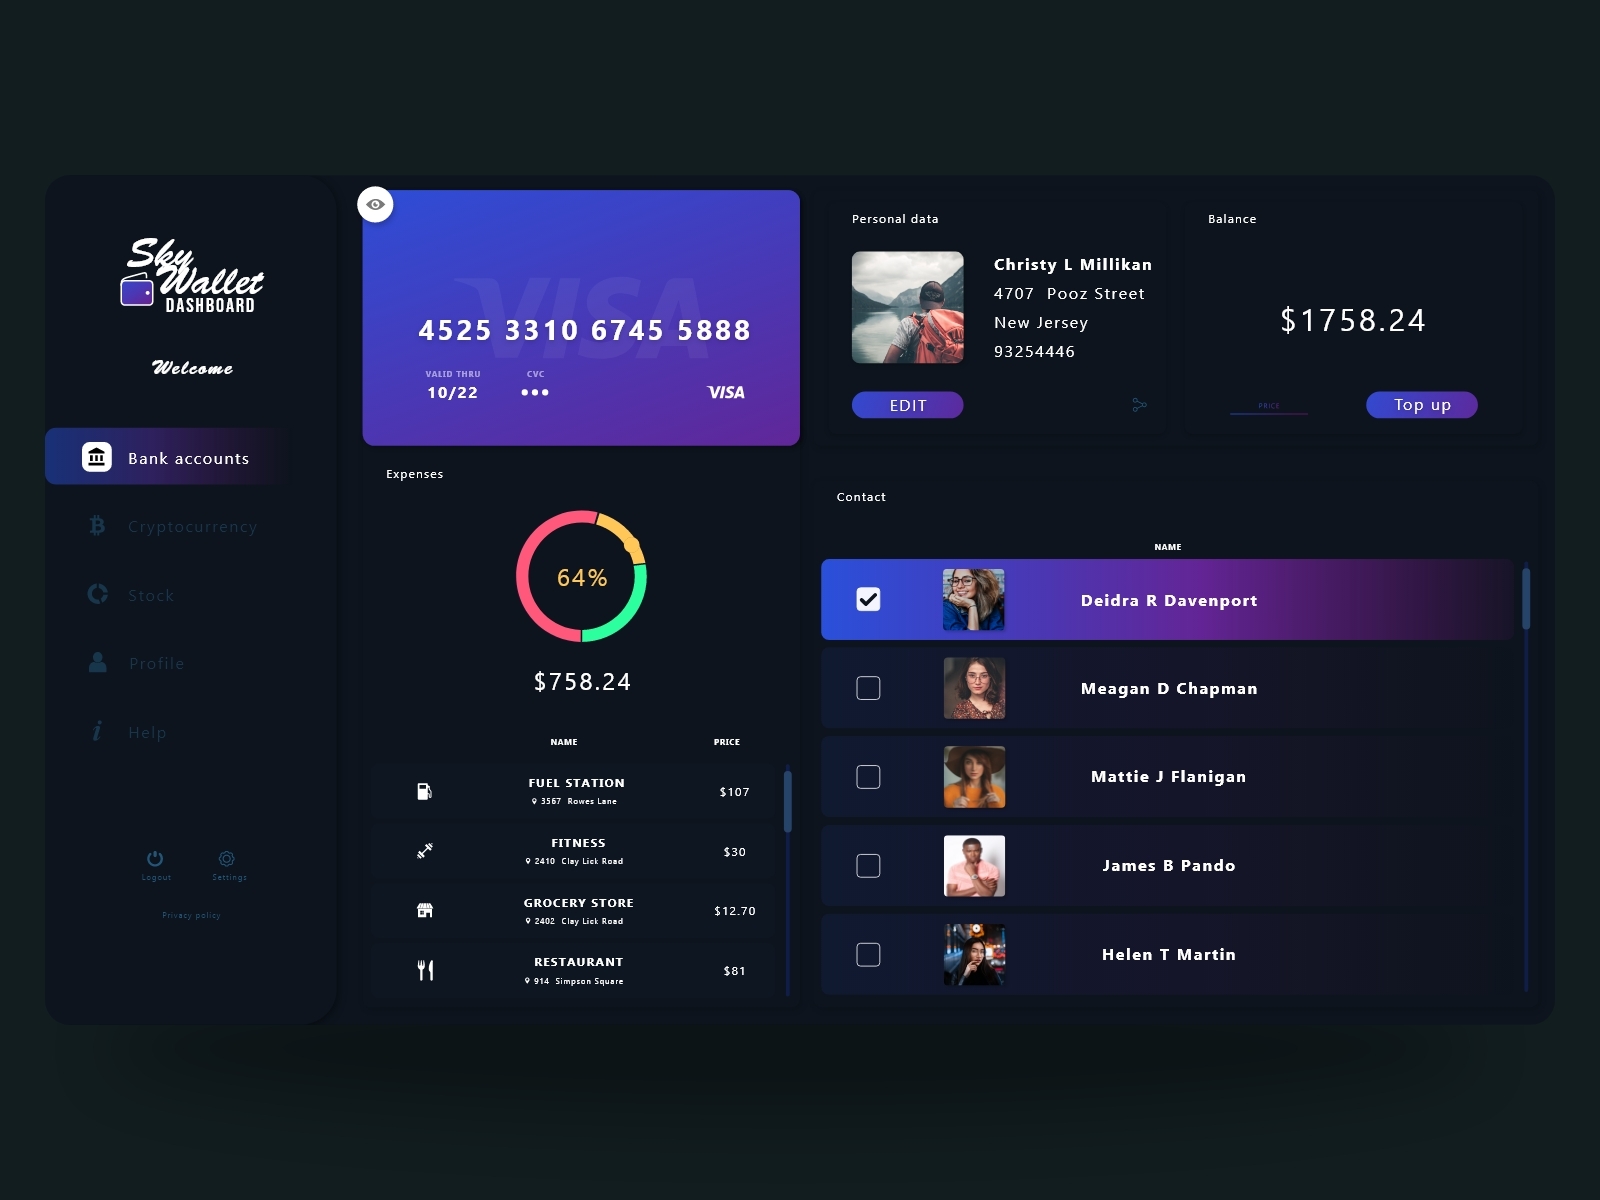 Sky
Wallet
DASHBOARD
Welcome
Bank accounts
Cryptocurrency
Stock
Profile
Help
Logout
Settings
Privacy policy
VISA
4525 3310 6745 5888
VALID THRU
CVC
10/22
VISA
Expenses
64%
$758.24
NAME
PRICE
FUEL STATION
3567 Rowes Lane
$107
FITNESS
2410 Clay Lick Road
$30
GROCERY STORE
2402 Clay Lick Road
$12.70
RESTAURANT
914 Simpson Square
$81
Personal data
Christy L Millikan
4707 Pooz Street
New Jersey
93254446
EDIT
Balance
$1758.24
PRICE
Top up
Contact
NAME
Deidra R Davenport
Meagan D Chapman
Mattie J Flanigan
James B Pando
Helen T Martin